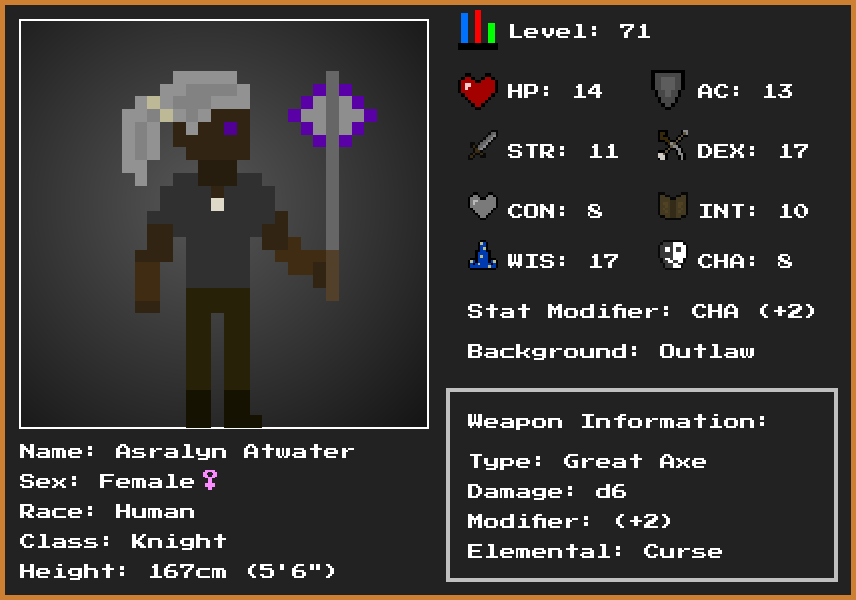 Level: 71
HP: 14
AC: 13
STR: 11
DEX: 17
CON: 8
INT: 10
WIS: 17
CHA: 8
Stat Modifier: CHA (+2)
Background: Outlaw
Weapon Information:
Type: Great Axe
Damage: d6
Modifier: (+2)
Elemental: Curse
Name: Asralyn Atwater
Sex: Female♀
Race: Human
Class: Knight
Height: 167cm (5'6")